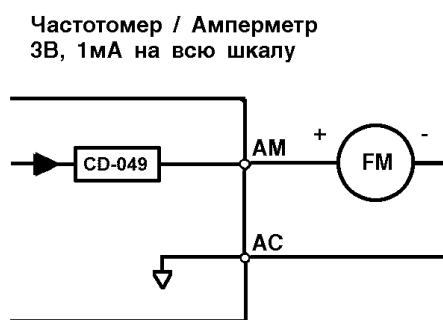 Частотомер / Амперметр
3В, 1мА на всю шкалу
AM
+
-
CD-049
FM
AC